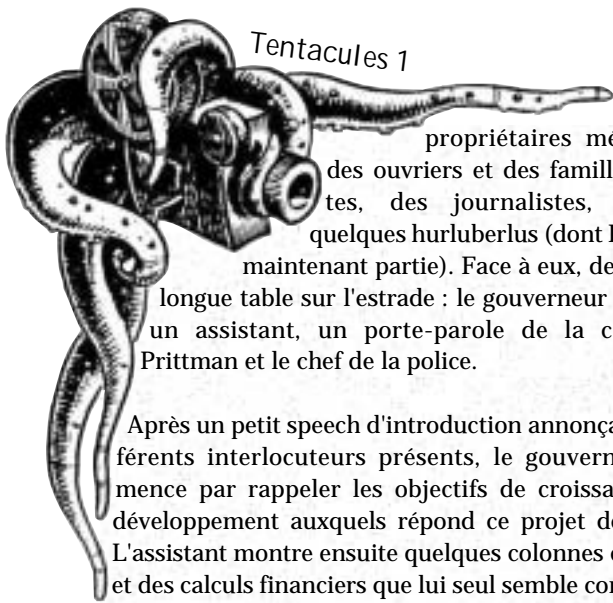 Tentacules 1
propriétaires mé
des ouvriers et des famill
tes, des journalistes,
quelques hurluberlus (dont l
maintenant partie). Face à eux, de
longue table sur l'estrade : le gouverneur
un assistant, un porte-parole de la c
Prittman et le chef de la police.
Après un petit speech d'introduction annonça
férents interlocuteurs présents, le gouvern
mence par rappeler les objectifs de croissa
développement auxquels répond ce projet d
L'assistant montre ensuite quelques colonnes
et des calculs financiers que lui seul semble co